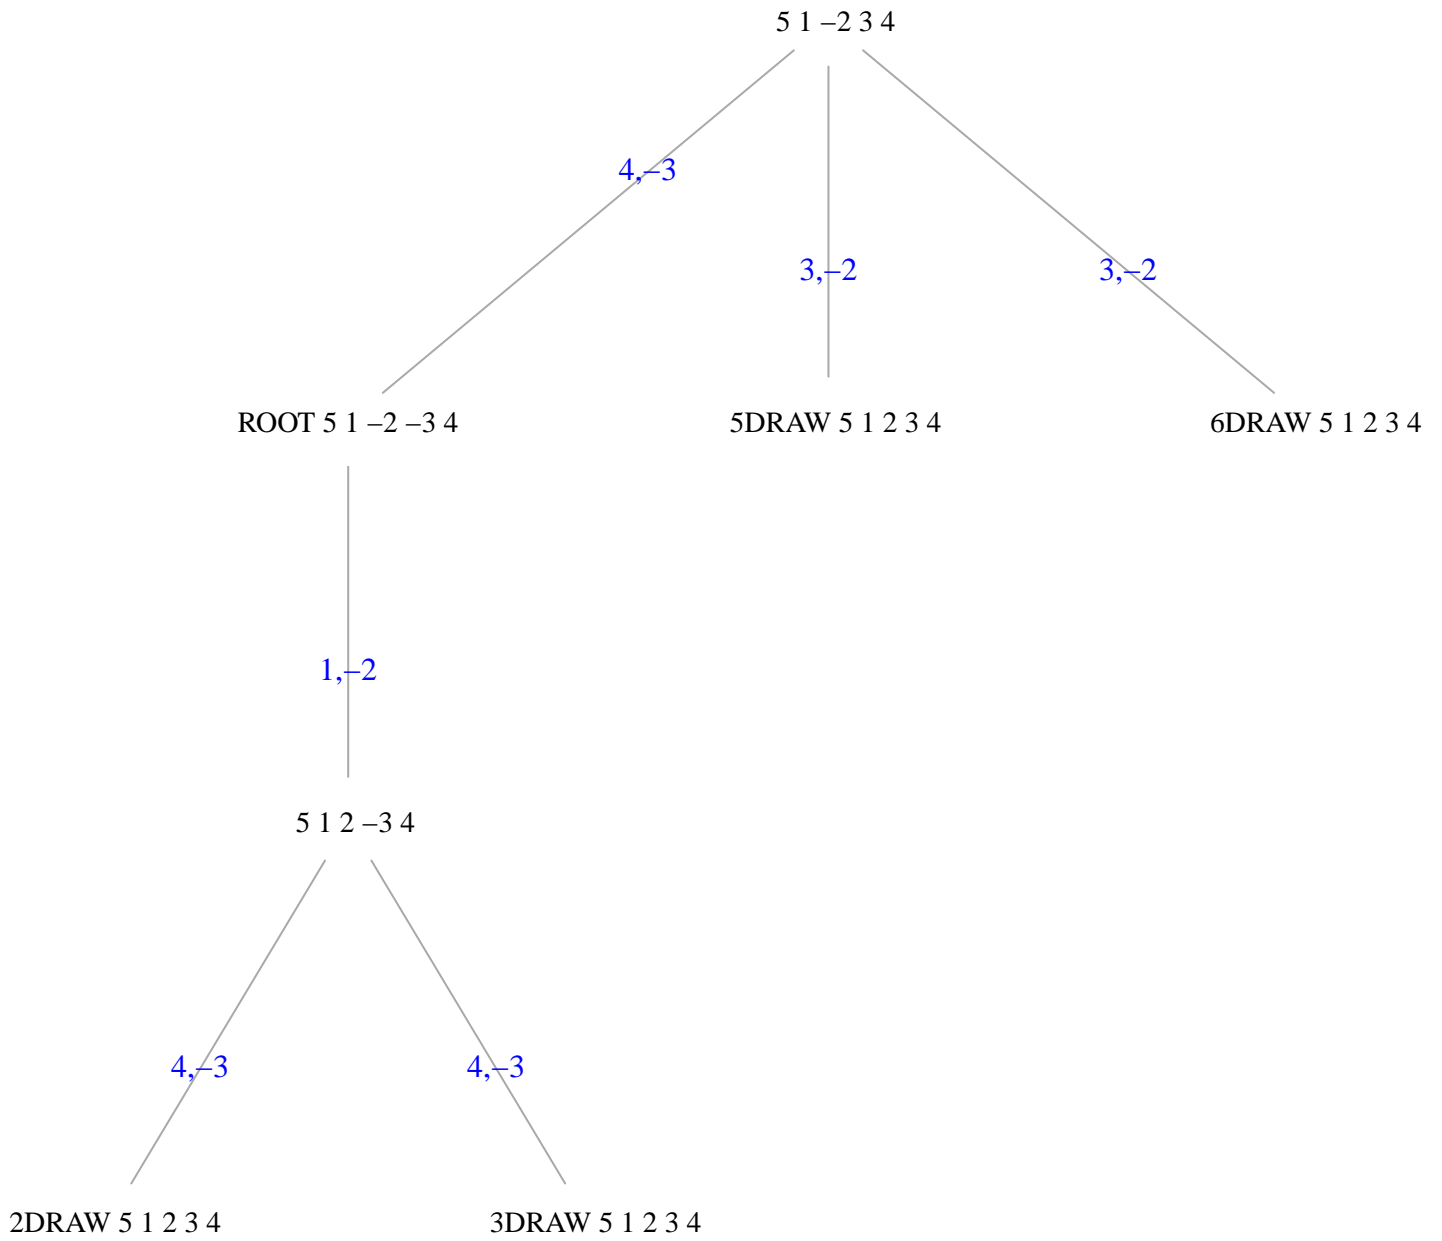 5 1 –2 3 4
4,–3
3,–2
3,–2
ROOT 5 1 –2 –3 4
5DRAW 5 1 2 3 4
6DRAW 5 1 2 3 4
1,–2
5 1 2 –3 4
4,–3
4,–3
2DRAW 5 1 2 3 4
3DRAW 5 1 2 3 4